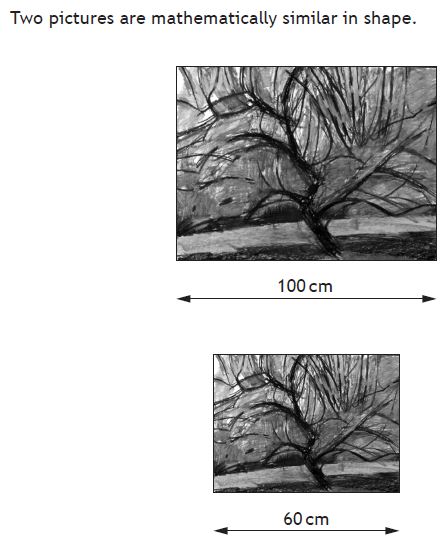 Two pictures are mathematically similar in shape.
100 cm
60 cm